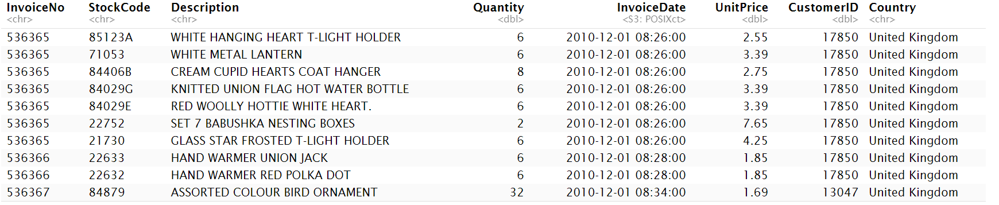 InvoiceNo StockCode Description Quantity InvoiceDate UnitPrice CustomerID Country
<chr> <chr> <chr> <dbl> <S3: POSIXct> <dbl> <dbl> <chr>
536365 85123A WHITE HANGING HEART T-LIGHT HOLDER 6 2010-12-01 08:26:00 2.55 17850 United Kingdom
536365 71053 WHITE METAL LANTERN 6 2010-12-01 08:26:00 3.39 17850 United Kingdom
536365 84406B CREAM CUPID HEARTS COAT HANGER 8 2010-12-01 08:26:00 2.75 17850 United Kingdom
536365 84029G KNITTED UNION FLAG HOT WATER BOTTLE 6 2010-12-01 08:26:00 3.39 17850 United Kingdom
536365 84029E RED WOOLLY HOTTIE WHITE HEART. 6 2010-12-01 08:26:00 3.39 17850 United Kingdom
536365 22752 SET 7 BABUSHKA NESTING BOXES 2 2010-12-01 08:26:00 7.65 17850 United Kingdom
536365 21730 GLASS STAR FROSTED T-LIGHT HOLDER 6 2010-12-01 08:26:00 4.25 17850 United Kingdom
536366 22633 HAND WARMER UNION JACK 6 2010-12-01 08:28:00 1.85 17850 United Kingdom
536366 22632 HAND WARMER RED POLKA DOT 6 2010-12-01 08:28:00 1.85 17850 United Kingdom
536367 84879 ASSORTED COLOUR BIRD ORNAMENT 32 2010-12-01 08:34:00 1.69 13047 United Kingdom